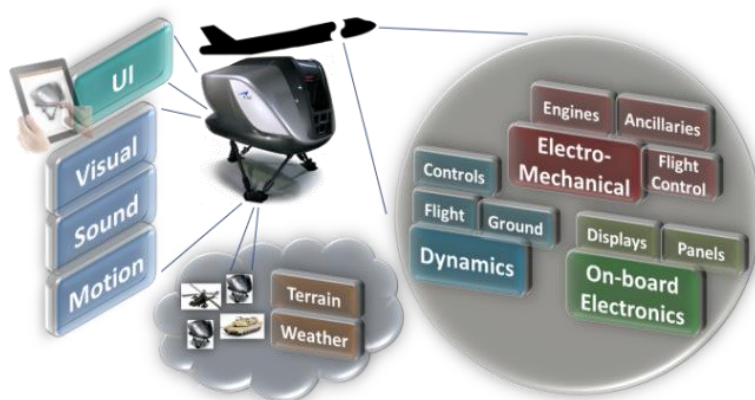 UI
Visual
Sound
Motion
Terrain
Weather
Engines
Ancillaries
Electro-
Mechanical
Flight
Control
Controls
Flight
Ground
Dynamics
Displays
Panels
On-board
Electronics